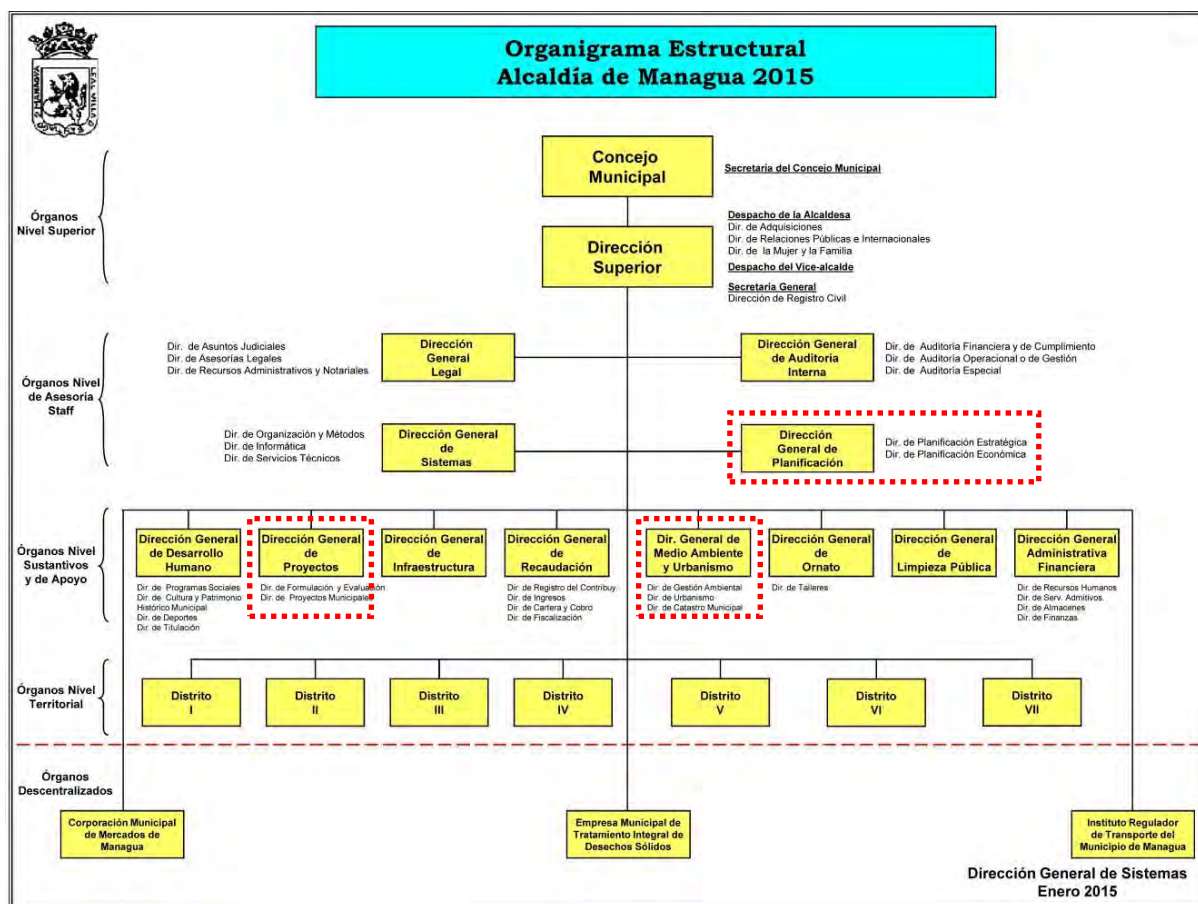 Organigrama Estructural
Alcaldía de Managua 2015
Concejo
Municipal
Secretaría del Concejo Municipal
Órganos
Nivel Superior
Dirección
Superior
Despacho de la Alcaldesa
Dir. de Adquisiciones
Dir. de Relaciones Públicas e Internacionales
Dir. de la Mujer y la Familia
Despacho del Vice-alcalde
Secretaría General
Dirección de Registro Civil
Órganos Nivel
de Asesoría
Staff
Dir. de Asuntos Judiciales
Dir. de Asesorías Legales
Dir. de Recursos Administrativos y Notariales
Dirección
General
Legal
Dirección General
de Auditoría
Interna
Dir. de Auditoría Financiera y de Cumplimiento
Dir. de Auditoría Operacional o de Gestión
Dir. de Auditoría Especial
Dir. de Organización y Métodos
Dir. de Informática
Dir. de Servicios Técnicos
Dirección General
de
Sistemas
Dirección
General de
Planificación
Dir. de Planificación Estratégica
Dir. de Planificación Económica
Órganos Nivel
Sustantivos
y de Apoyo
Dirección General
de Desarrollo
Humano
Dir. de Programas Sociales
Dir. de Cultura y Patrimonio
Histórico Municipal
Dir. de Deportes
Dir. de Titulación
Dirección General
de
Proyectos
Dir. de Formulación y Evaluación
Dir. de Proyectos Municipales
Dirección General
de
Infraestructura
Dirección General
de
Recaudación
Dir. de Registro del Contribuy
Dir. de Ingresos
Dir. de Cartera y Cobro
Dir. de Fiscalización
Dir. General de
Medio Ambiente
y Urbanismo
Dir. de Gestión Ambiental
Dir. de Urbanismo
Dir. de Catastro Municipal
Dirección General
de
Ornato
Dir. de Talleres
Dirección General
de
Limpieza Pública
Dirección General
Administrativa
Financiera
Dir. de Recursos Humanos
Dir. de Serv. Admitivos.
Dir. de Almacenes
Dir. de Finanzas
Órganos Nivel
Territorial
Distrito
I
Distrito
II
Distrito
III
Distrito
IV
Distrito
V
Distrito
VI
Distrito
VII
Órganos
Descentralizados
Corporación Municipal
de Mercados de
Managua
Empresa Municipal de
Tratamiento Integral de
Desechos Sólidos
Instituto Regulador
de Transporte del
Municipio de Managua
Dirección General de Sistemas
Enero 2015